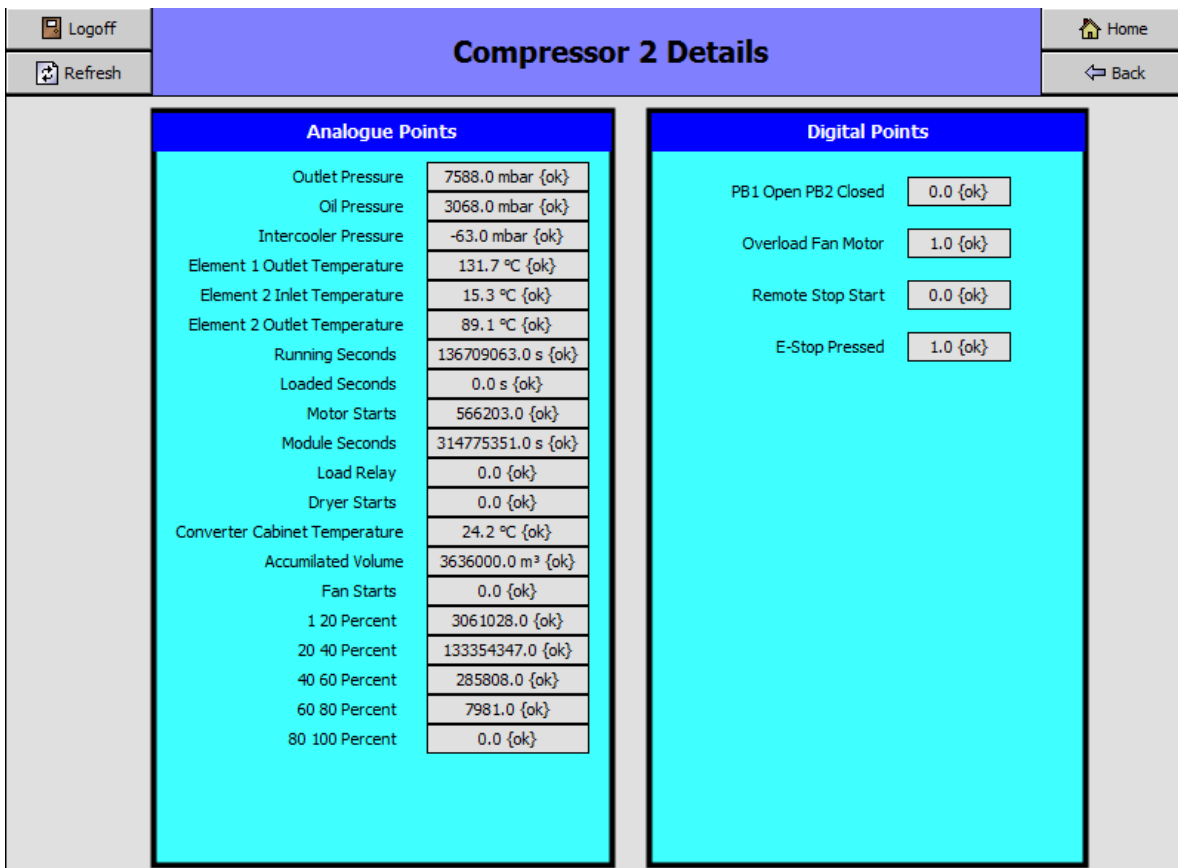 Logoff
Refresh
Compressor 2 Details
Home
Back
Analogue Points
Outlet Pressure 7588.0 mbar {ok}
Oil Pressure 3068.0 mbar {ok}
Intercooler Pressure -63.0 mbar {ok}
Element 1 Outlet Temperature 131.7 °C {ok}
Element 2 Inlet Temperature 15.3 °C {ok}
Element 2 Outlet Temperature 89.1 °C {ok}
Running Seconds 136709063.0 s {ok}
Loaded Seconds 0.0 s {ok}
Motor Starts 566203.0 {ok}
Module Seconds 314775351.0 s {ok}
Load Relay 0.0 {ok}
Dryer Starts 0.0 {ok}
Converter Cabinet Temperature 24.2 °C {ok}
Accumilated Volume 3636000.0 m³ {ok}
Fan Starts 0.0 {ok}
1 20 Percent 3061028.0 {ok}
20 40 Percent 133354347.0 {ok}
40 60 Percent 285808.0 {ok}
60 80 Percent 7981.0 {ok}
80 100 Percent 0.0 {ok}
Digital Points
PB1 Open PB2 Closed 0.0 {ok}
Overload Fan Motor 1.0 {ok}
Remote Stop Start 0.0 {ok}
E-Stop Pressed 1.0 {ok}